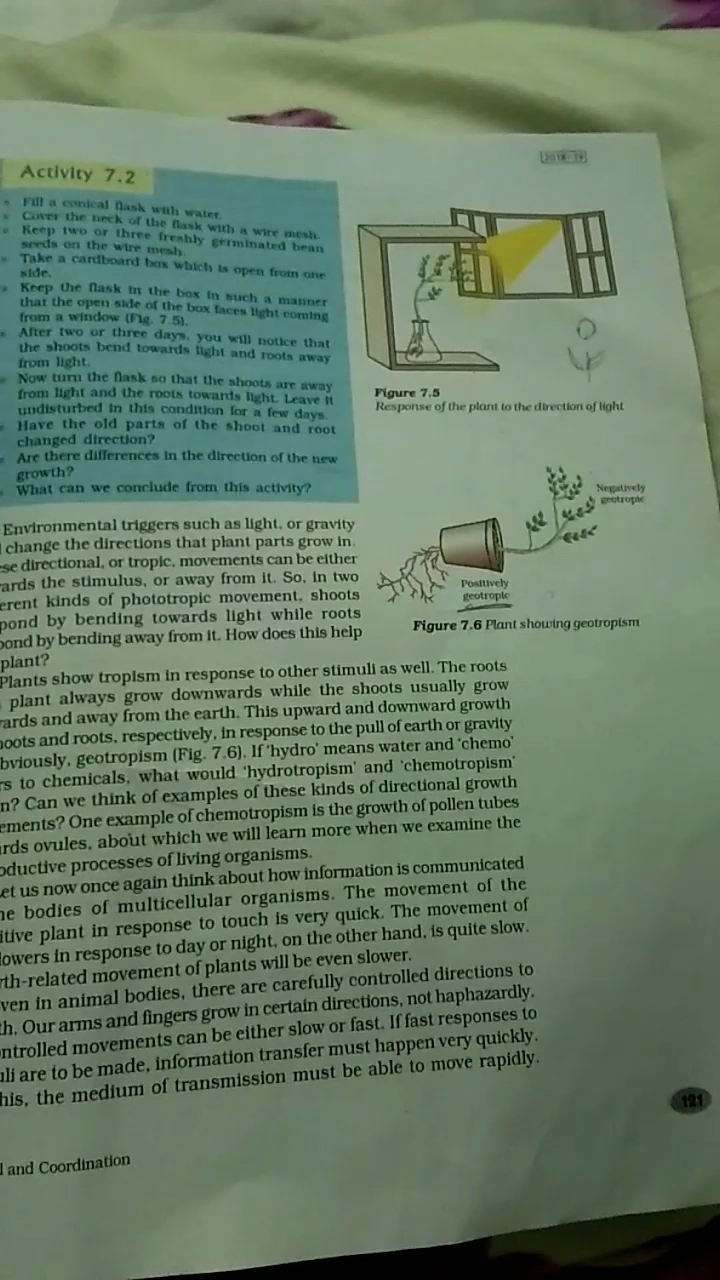 2018-19
Activity 7.2
Fill a conical flask with water.
Cover the neck of the flask with a wire mesh.
Keep two or three freshly germinated bean
seeds on the wire mesh.
Take a cardboard box which is open from one
side.
Keep the flask in the box in such a manner
that the open side of the box faces light coming
from a window (Fig. 7.5).
After two or three days, you will notice that
the shoots bend towards light and roots away
from light.
Now turn the flask so that the shoots are away
from light and the roots towards light. Leave it
undisturbed in this condition for a few days.
Have the old parts of the shoot and root
changed direction?
Are there differences in the direction of the new
growth?
What can we conclude from this activity?
Figure 7.5
Response of the plant to the direction of light
Negatively
geotropic
Positively
geotropic
Figure 7.6 Plant showing geotropism
Environmental triggers such as light, or gravity
change the directions that plant parts grow in.
se directional, or tropic, movements can be either
ards the stimulus, or away from it. So, in two
erent kinds of phototropic movement, shoots
pond by bending towards light while roots
pond by bending away from it. How does this help
plant?
Plants show tropism in response to other stimuli as well. The roots
plant always grow downwards while the shoots usually grow
ards and away from the earth. This upward and downward growth
hoots and roots, respectively, in response to the pull of earth or gravity
bviously, geotropism (Fig. 7.6). If 'hydro' means water and 'chemo'
rs to chemicals, what would 'hydrotropism' and 'chemotropism'
n? Can we think of examples of these kinds of directional growth
ements? One example of chemotropism is the growth of pollen tubes
ards ovules, about which we will learn more when we examine the
oductive processes of living organisms.
et us now once again think about how information is communicated
he bodies of multicellular organisms. The movement of the
itive plant in response to touch is very quick. The movement of
lowers in response to day or night, on the other hand, is quite slow.
th-related movement of plants will be even slower.
ven in animal bodies, there are carefully controlled directions to
th. Our arms and fingers grow in certain directions, not haphazardly.
ntrolled movements can be either slow or fast. If fast responses to
uli are to be made, information transfer must happen very quickly.
his, the medium of transmission must be able to move rapidly.
121
l and Coordination